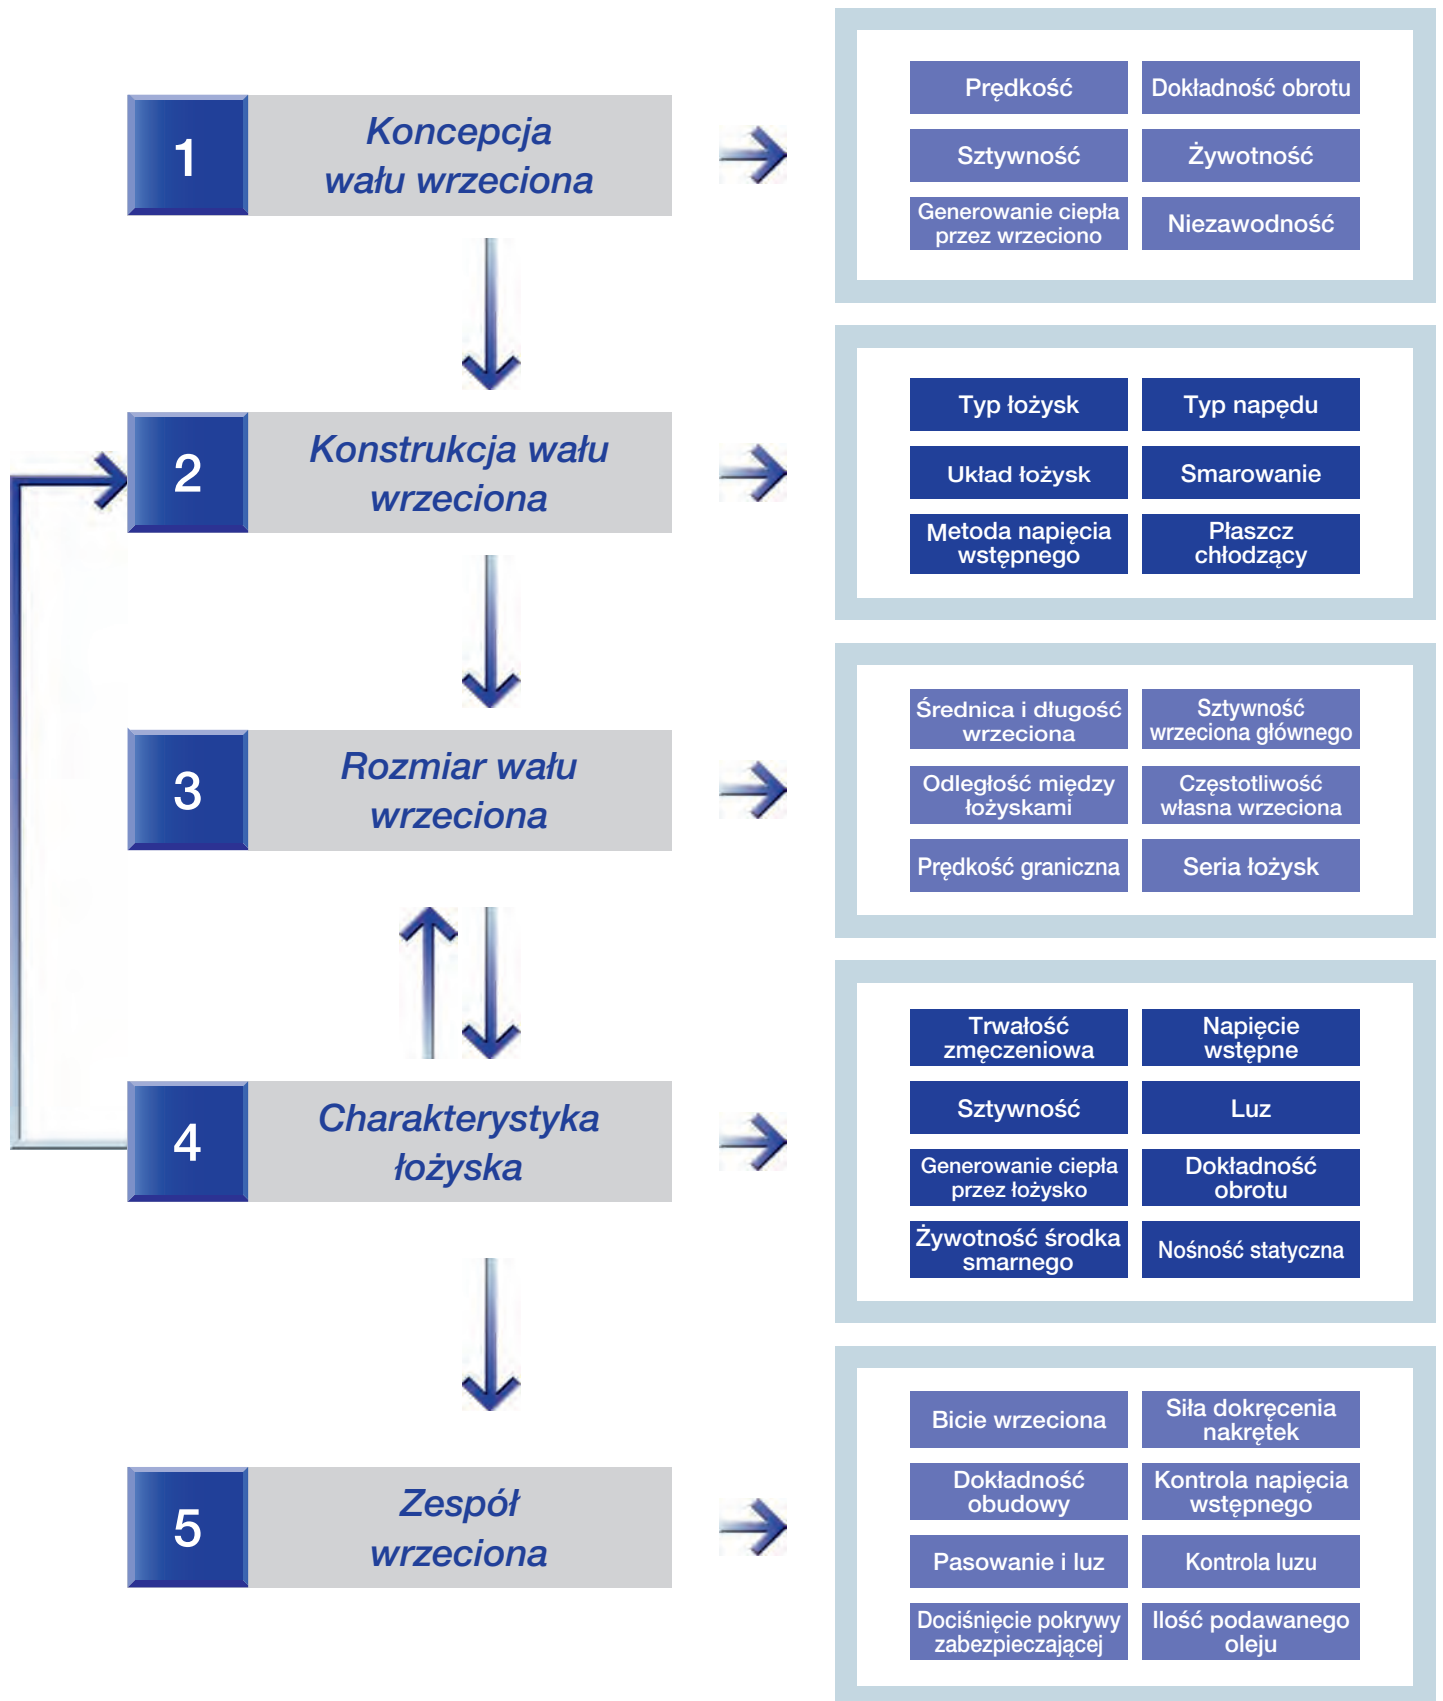 1
Koncepcja
wału wrzeciona
Prędkość
Dokładność obrotu
Sztywność
Żywotność
Generowanie ciepła
przez wrzeciono
Niezawodność
2
Konstrukcja wału
wrzeciona
Typ łożysk
Typ napędu
Układ łożysk
Smarowanie
Metoda napięcia
wstępnego
Płaszcz
chłodzący
3
Rozmiar wału
wrzeciona
Średnica i długość
wrzeciona
Sztywność
wrzeciona głównego
Odległość między
łożyskami
Częstotliwość
własna wrzeciona
Prędkość graniczna
Seria łożysk
4
Charakterystyka
łożyska
Trwałość
zmęczeniowa
Napięcie
wstępne
Sztywność
Luz
Generowanie ciepła
przez łożysko
Dokładność
obrotu
Żywotność środka
smarnego
Nośność statyczna
5
Zespół
wrzeciona
Bicie wrzeciona
Siła dokręcenia
nakrętek
Dokładność
obudowy
Kontrola napięcia
wstępnego
Pasowanie i luz
Kontrola luzu
Dociśnięcie pokrywy
zabezpieczającej
Ilość podawanego
oleju